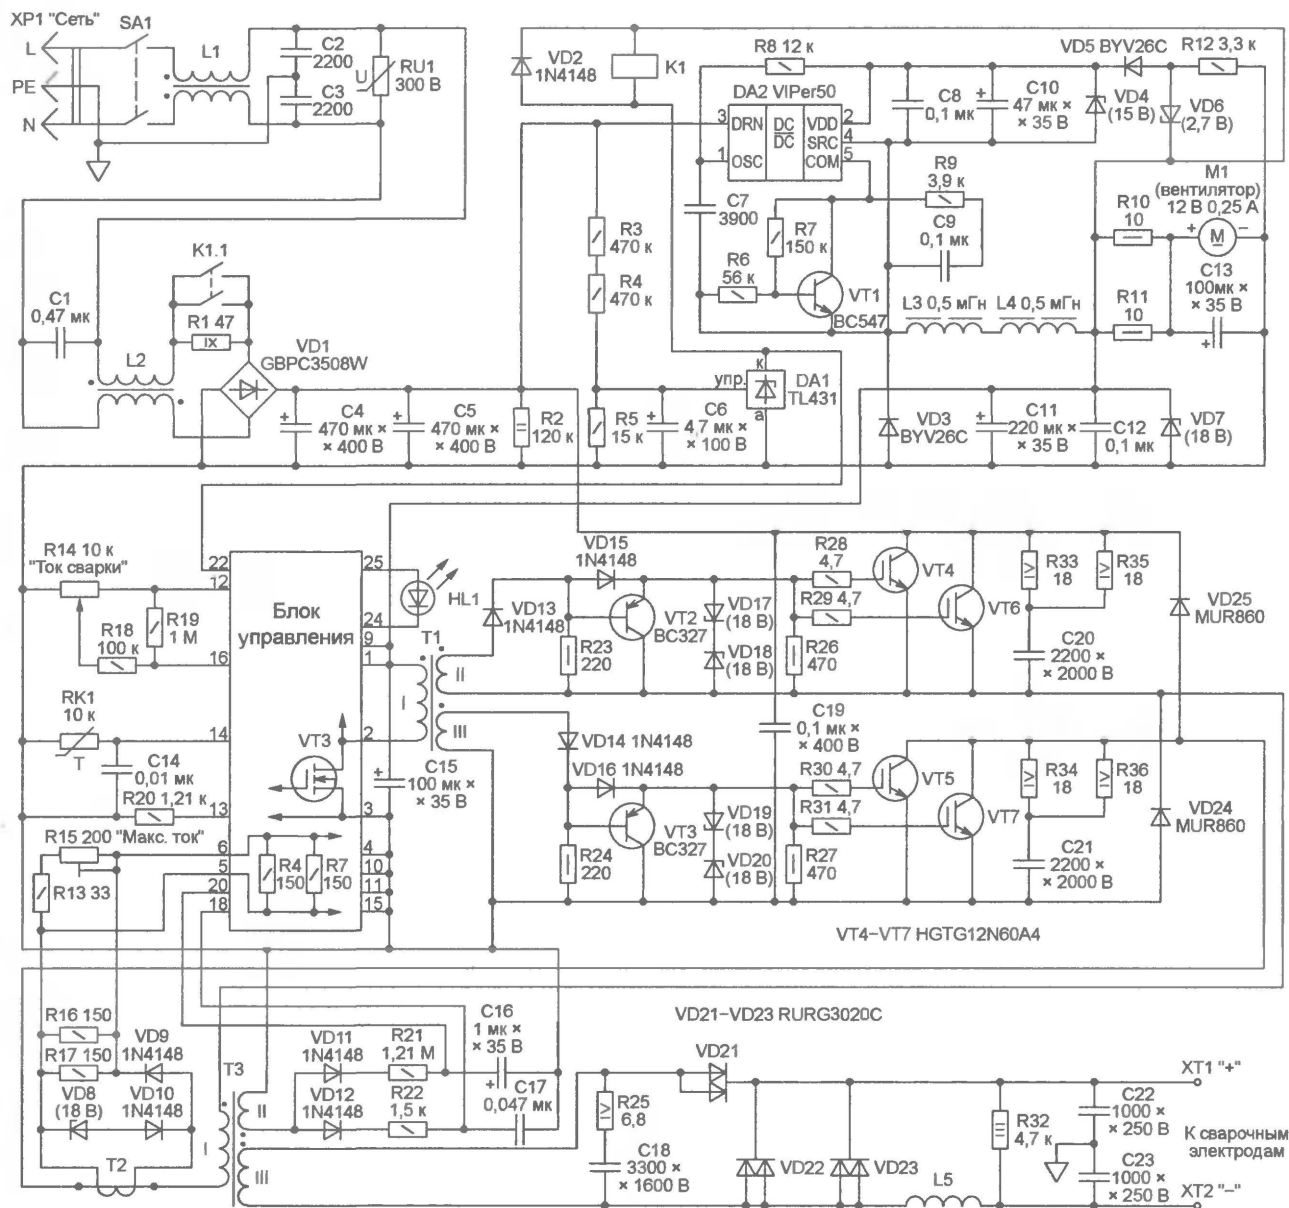 XP1 "Сеть"
SA1
L
PE
N
L1
C2
2200
C3
2200
U
RU1
300 В
VD2
1N4148
K1
R8 12 к
DA2 VIPer50
3
DRN
DC
DC
VDD
2
SRC
4
1
OSC
COM
5
C8
0,1 мк
C10
47 мк ×
× 35 В
VD5 BYV26C
R12 3,3 к
VD4
(15 В)
VD6
(2,7 В)
M1
(вентилятор)
12 В 0,25 А
+
M
−
R9
3,9 к
C9
0,1 мк
R10
10
R11
10
C13
100мк ×
× 35 В
+
C7
3900
R7
150 к
R6
56 к
VT1
BC547
L3 0,5 мГн
L4 0,5 мГн
R3
470 к
R4
470 к
K1.1
R1 47
IX
C1
0,47 мк
L2
VD1
GBPC3508W
+
C4
470 мк ×
× 400 В
+
C5
470 мк ×
× 400 В
R2
120 к
R5
15 к
+
C6
4,7 мк ×
× 100 В
упр.
к
а
DA1
TL431
VD3
BYV26C
+
C11
220 мк ×
× 35 В
C12
0,1 мк
VD7
(18 В)
R14 10 к
"Ток сварки"
R18
100 к
R19
1 М
RK1
10 к
T
C14
0,01 мк
R20 1,21 к
R15 200 "Макс. ток"
R13 33
22
12
16
14
13
6
5
20
18
Блок
управления
VT3
R4
150
R7
150
25
24
9
1
2
3
4
10
11
15
HL1
T1
I
II
III
+
C15
100 мк ×
× 35 В
VD13
1N4148
VD15
1N4148
R23
220
VT2
BC327
VD17
(18 В)
VD18
(18 В)
R28
4,7
R29 4,7
R26
470
VT4
VT6
R33
18
R35
18
C20
2200 ×
× 2000 В
VD25
MUR860
C19
0,1 мк ×
× 400 В
VD14 1N4148
VD16 1N4148
R24
220
VT3
BC327
VD19
(18 В)
VD20
(18 В)
R30 4,7
R31 4,7
R27
470
VT5
VT7
R34
18
R36
18
C21
2200 ×
× 2000 В
VD24
MUR860
VT4–VT7 HGTG12N60A4
R16 150
R17 150
VD9
1N4148
VD8
(18 В)
VD10
1N4148
T2
T3
I
II
III
VD11
1N4148
VD12
1N4148
R21
1,21 М
R22
1,5 к
C16
1 мк ×
× 35 В
+
C17
0,047 мк
VD21–VD23 RURG3020C
VD21
R25
6,8
C18
3300 ×
× 1600 В
VD22
VD23
L5
R32
4,7 к
C22
1000 ×
× 250 В
C23
1000 ×
× 250 В
XT1 "+"
К сварочным
электродам
XT2 "–"